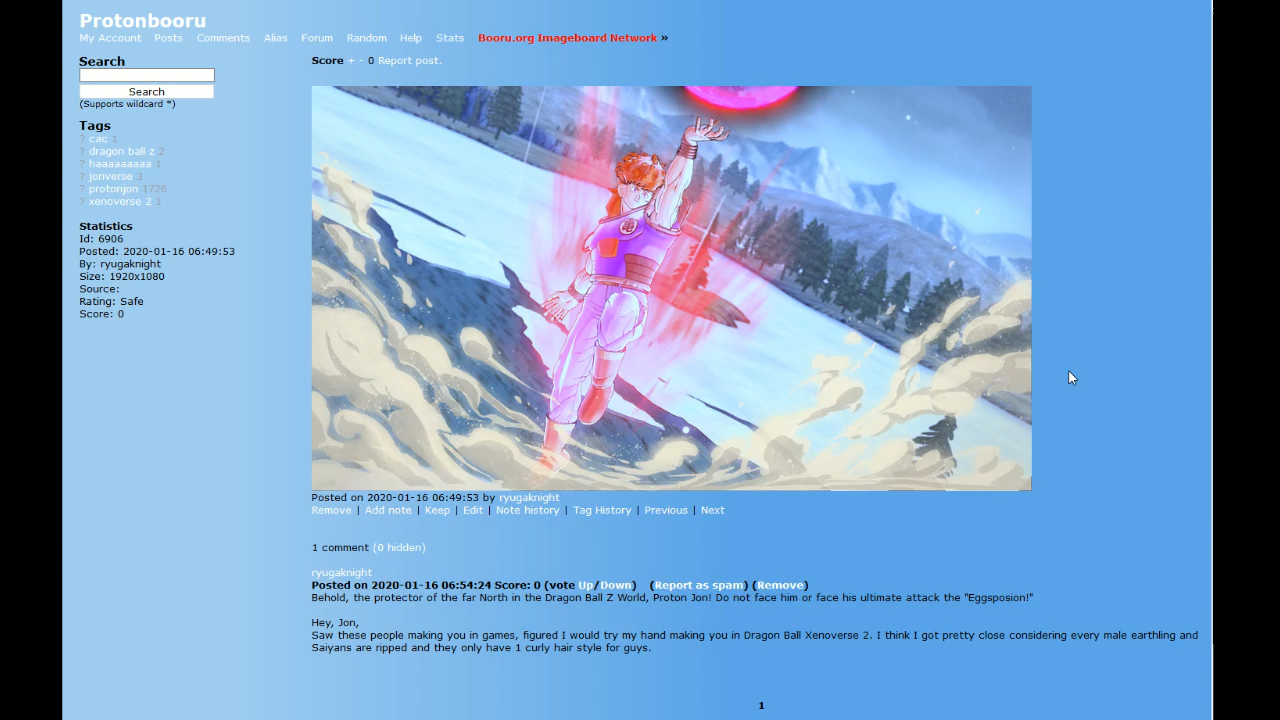 Protonbooru
My Account Posts Comments Alias Forum Random Help Stats Booru.org Imageboard Network »
Search
Search
(Supports wildcard *)
Tags
? cac 1
? dragon ball z 2
? haaaaaaaaa 1
? jonverse 3
? protonjon 1726
? xenoverse 2 1
Statistics
Id: 6906
Posted: 2020-01-16 06:49:53
By: ryugaknight
Size: 1920x1080
Source:
Rating: Safe
Score: 0
Score + - 0 Report post.
Posted on 2020-01-16 06:49:53 by ryugaknight
Remove | Add note | Keep | Edit | Note history | Tag History | Previous | Next
1 comment (0 hidden)
ryugaknight
Posted on 2020-01-16 06:54:24 Score: 0 (vote Up/Down) (Report as spam) (Remove)
Behold, the protector of the far North in the Dragon Ball Z World, Proton Jon! Do not face him or face his ultimate attack the "Eggsposion!"
Hey, Jon,
Saw these people making you in games, figured I would try my hand making you in Dragon Ball Xenoverse 2. I think I got pretty close considering every male earthling and
Saiyans are ripped and they only have 1 curly hair style for guys.
1